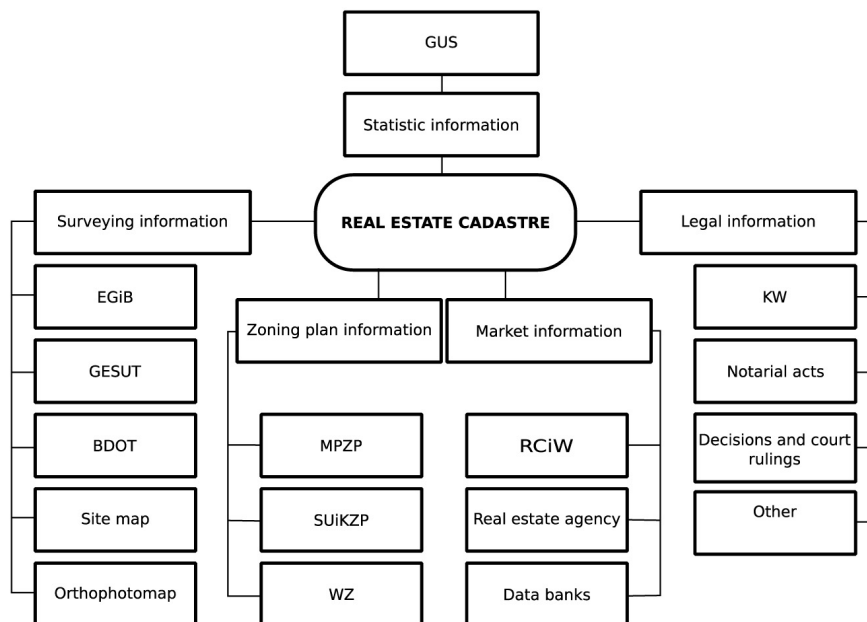 GUS
Statistic information
REAL ESTATE CADASTRE
Surveying information
EGiB
GESUT
BDOT
Site map
Orthophotomap
Zoning plan information
MPZP
SUiKZP
WZ
Market information
RCiW
Real estate agency
Data banks
Legal information
KW
Notarial acts
Decisions and court
rulings
Other